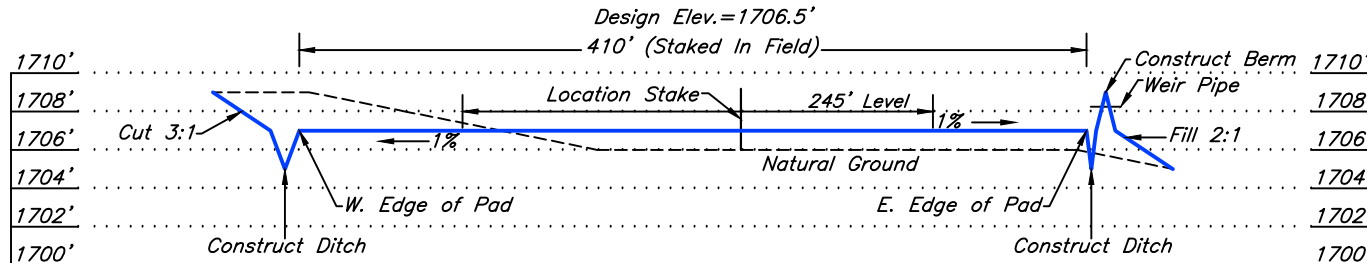 Design Elev.=1706.5'
410' (Staked In Field)
1710'
1710'
Construct Berm
Weir Pipe
1708'
Location Stake
245' Level
1708
Cut 3:1
1%
1%
Fill 2:1
1706'
1706
Natural Ground
1704'
W. Edge of Pad
E. Edge of Pad
1704
1702'
1702
Construct Ditch
Construct Ditch
1700'
1700